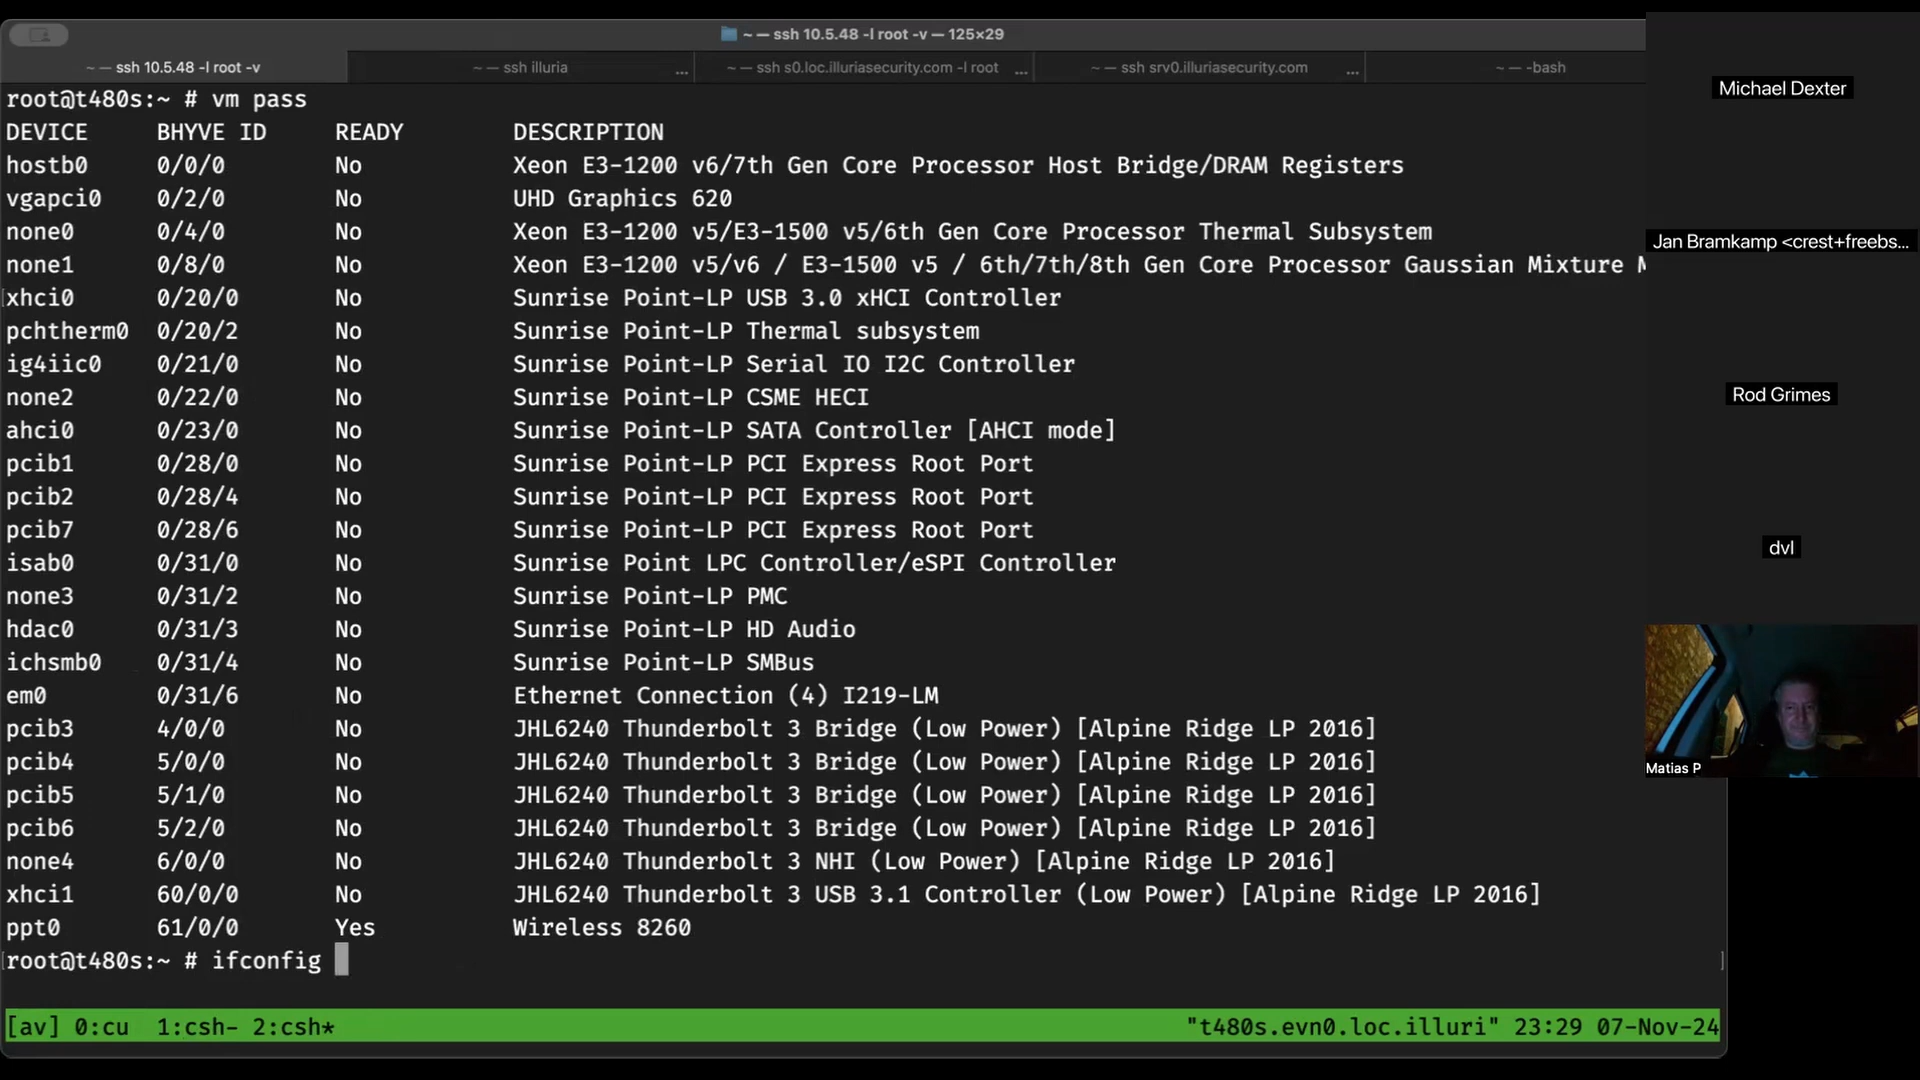 ~ — ssh 10.5.48 -l root -v — 125×29
~ — ssh 10.5.48 -l root -v
~ — ssh illuria ...
~ — ssh s0.loc.illuriasecurity.com -l root ...
~ — ssh srv0.illuriasecurity.com ...
~ — -bash
root@t480s:~ # vm pass
DEVICE BHYVE ID READY DESCRIPTION
hostb0 0/0/0 No Xeon E3-1200 v6/7th Gen Core Processor Host Bridge/DRAM Registers
vgapci0 0/2/0 No UHD Graphics 620
none0 0/4/0 No Xeon E3-1200 v5/E3-1500 v5/6th Gen Core Processor Thermal Subsystem
none1 0/8/0 No Xeon E3-1200 v5/v6 / E3-1500 v5 / 6th/7th/8th Gen Core Processor Gaussian Mixture M
xhci0 0/20/0 No Sunrise Point-LP USB 3.0 xHCI Controller
pchtherm0 0/20/2 No Sunrise Point-LP Thermal subsystem
ig4iic0 0/21/0 No Sunrise Point-LP Serial IO I2C Controller
none2 0/22/0 No Sunrise Point-LP CSME HECI
ahci0 0/23/0 No Sunrise Point-LP SATA Controller [AHCI mode]
pcib1 0/28/0 No Sunrise Point-LP PCI Express Root Port
pcib2 0/28/4 No Sunrise Point-LP PCI Express Root Port
pcib7 0/28/6 No Sunrise Point-LP PCI Express Root Port
isab0 0/31/0 No Sunrise Point LPC Controller/eSPI Controller
none3 0/31/2 No Sunrise Point-LP PMC
hdac0 0/31/3 No Sunrise Point-LP HD Audio
ichsmb0 0/31/4 No Sunrise Point-LP SMBus
em0 0/31/6 No Ethernet Connection (4) I219-LM
pcib3 4/0/0 No JHL6240 Thunderbolt 3 Bridge (Low Power) [Alpine Ridge LP 2016]
pcib4 5/0/0 No JHL6240 Thunderbolt 3 Bridge (Low Power) [Alpine Ridge LP 2016]
pcib5 5/1/0 No JHL6240 Thunderbolt 3 Bridge (Low Power) [Alpine Ridge LP 2016]
pcib6 5/2/0 No JHL6240 Thunderbolt 3 Bridge (Low Power) [Alpine Ridge LP 2016]
none4 6/0/0 No JHL6240 Thunderbolt 3 NHI (Low Power) [Alpine Ridge LP 2016]
xhci1 60/0/0 No JHL6240 Thunderbolt 3 USB 3.1 Controller (Low Power) [Alpine Ridge LP 2016]
ppt0 61/0/0 Yes Wireless 8260
[root@t480s:~ # ifconfig ]
[av] 0:cu 1:csh- 2:csh* "t480s.evn0.loc.illuri" 23:29 07-Nov-24
Michael Dexter
Jan Bramkamp <crest+freebs...
Rod Grimes
dvl
Matias P